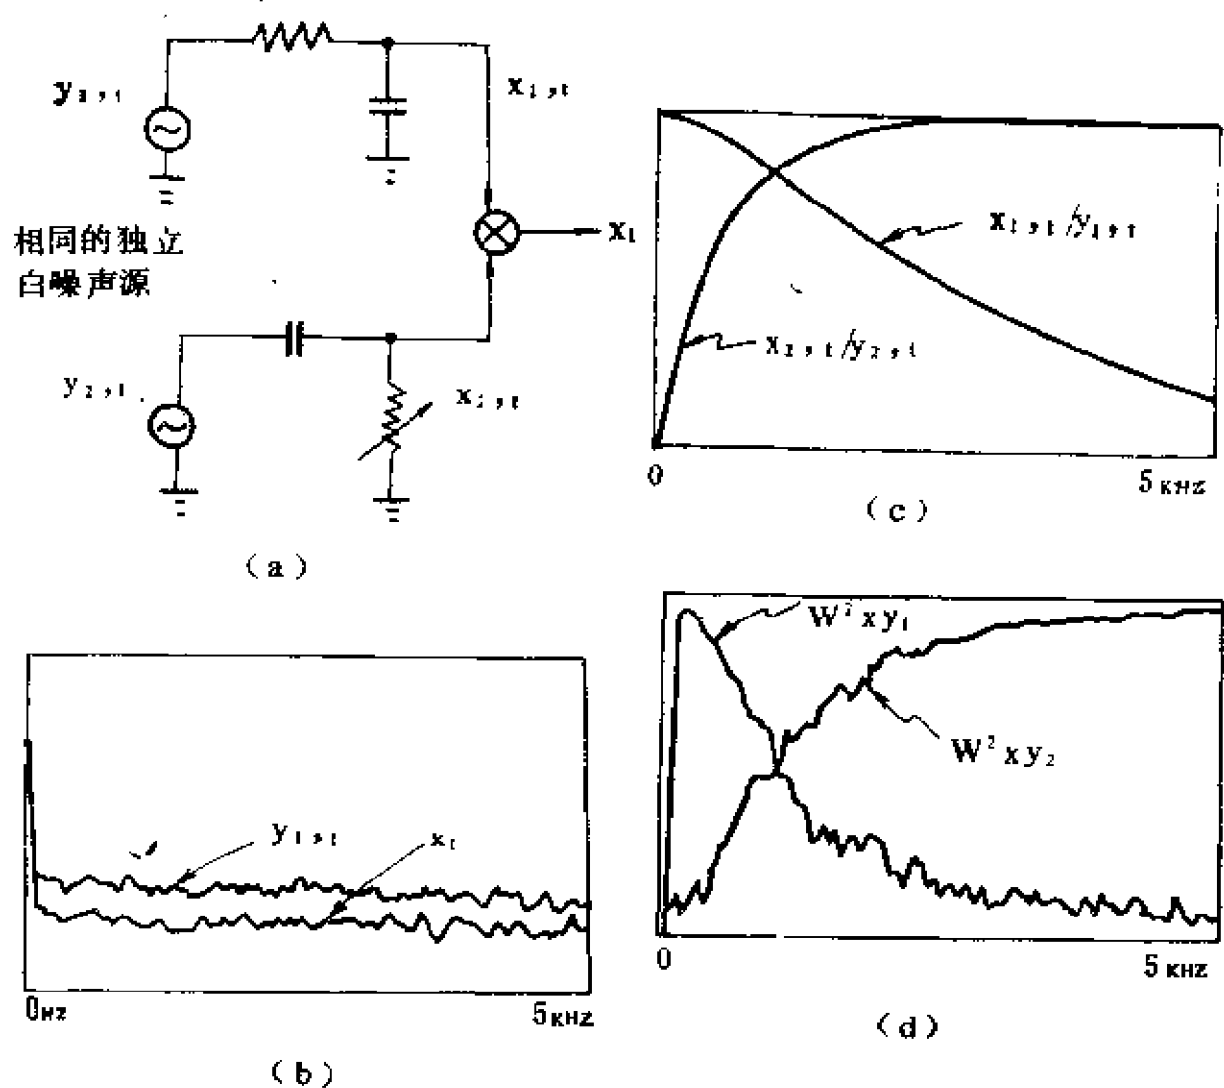 y₁,t
x₁,t
相同的独立
白噪声源
xₜ
y₂,t
x₂,t
(a)
x₁,t/y₁,t
x₂,t/y₂,t
0
5KHZ
(c)
y₁,t
xₜ
0HZ
5KHZ
(b)
W²xy₁
W²xy₂
0
5KHZ
(d)